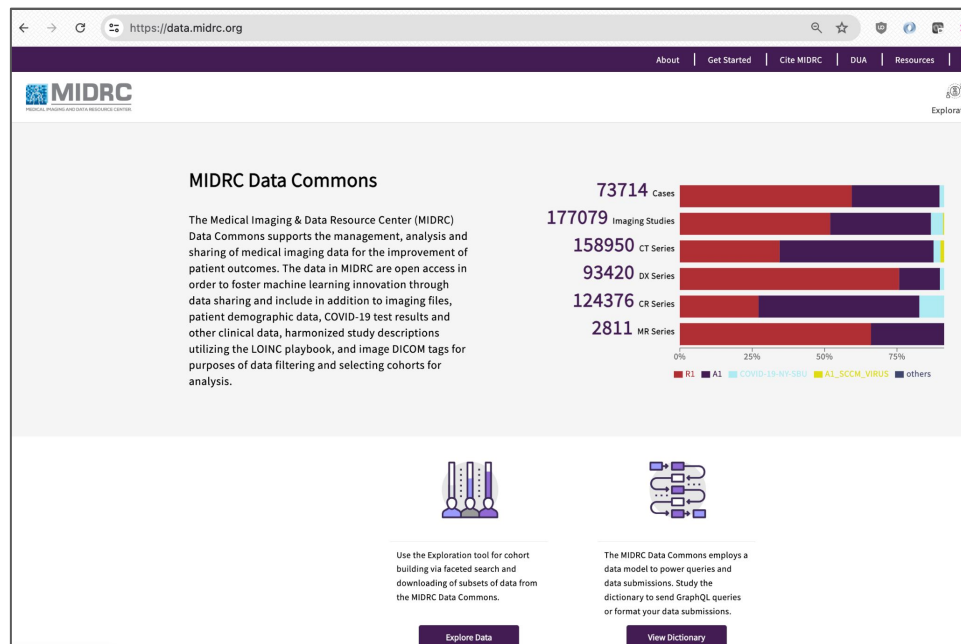 https://data.midrc.org
About
Get Started
Cite MIDRC
DUA
Resources
MIDRC
MEDICAL IMAGING AND DATA RESOURCE CENTER
Explorat
MIDRC Data Commons
The Medical Imaging & Data Resource Center (MIDRC)
Data Commons supports the management, analysis and
sharing of medical imaging data for the improvement of
patient outcomes. The data in MIDRC are open access in
order to foster machine learning innovation through
data sharing and include in addition to imaging files,
patient demographic data, COVID-19 test results and
other clinical data, harmonized study descriptions
utilizing the LOINC playbook, and image DICOM tags for
purposes of data filtering and selecting cohorts for
analysis.
73714 Cases
177079 Imaging Studies
158950 CT Series
93420 DX Series
124376 CR Series
2811 MR Series
0% 25% 50% 75%
R1 A1 COVID-19-NY-SBU A1_SCCM_VIRUS others
Use the Exploration tool for cohort
building via faceted search and
downloading of subsets of data from
the MIDRC Data Commons.
Explore Data
The MIDRC Data Commons employs a
data model to power queries and
data submissions. Study the
dictionary to send GraphQL queries
or format your data submissions.
View Dictionary